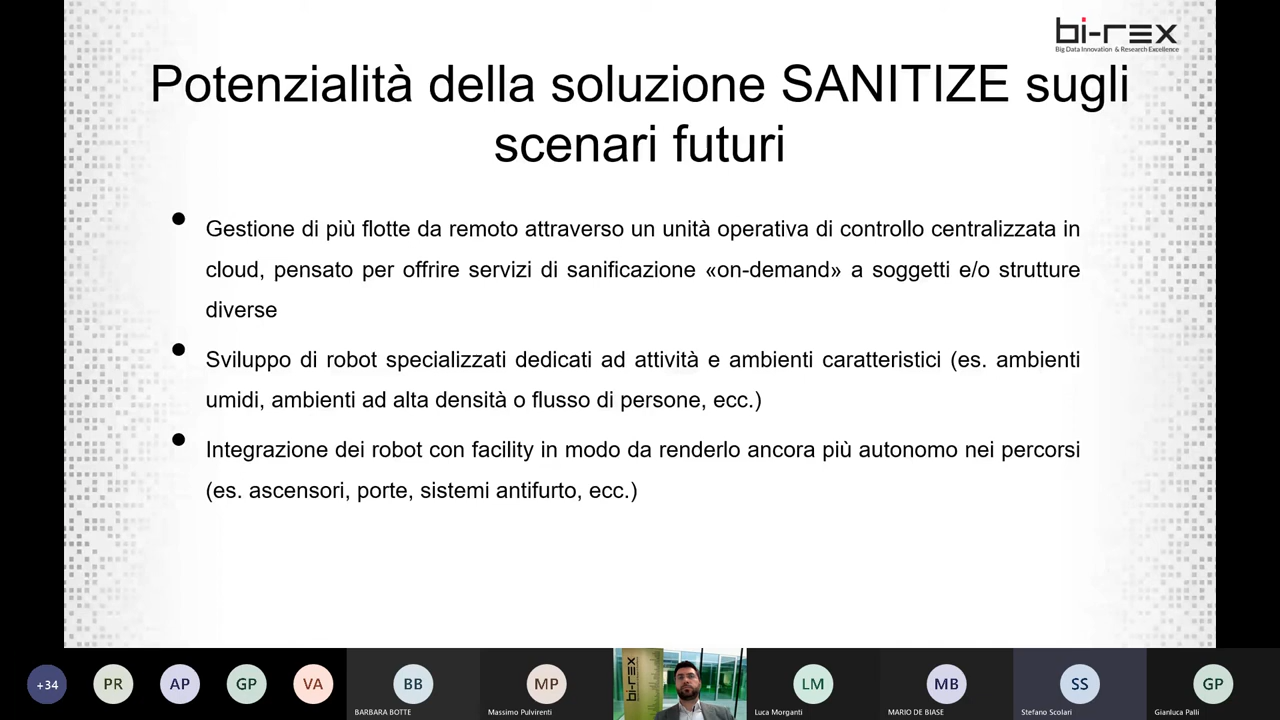 bi-rex
Big Data Innovation & Research Excellence
Potenzialità della soluzione SANITIZE sugli
scenari futuri
Gestione di più flotte da remoto attraverso un unità operativa di controllo centralizzata in
cloud, pensato per offrire servizi di sanificazione «on-demand» a soggetti e/o strutture
diverse
Sviluppo di robot specializzati dedicati ad attività e ambienti caratteristici (es. ambienti
umidi, ambienti ad alta densità o flusso di persone, ecc.)
Integrazione dei robot con facility in modo da renderlo ancora più autonomo nei percorsi
(es. ascensori, porte, sistemi antifurto, ecc.)
+34
PR
AP
GP
VA
BB
BARBARA BOTTE
MP
Massimo Pulvirenti
LM
Luca Morganti
MB
MARIO DE BIASE
SS
Stefano Scolari
GP
Gianluca Palli